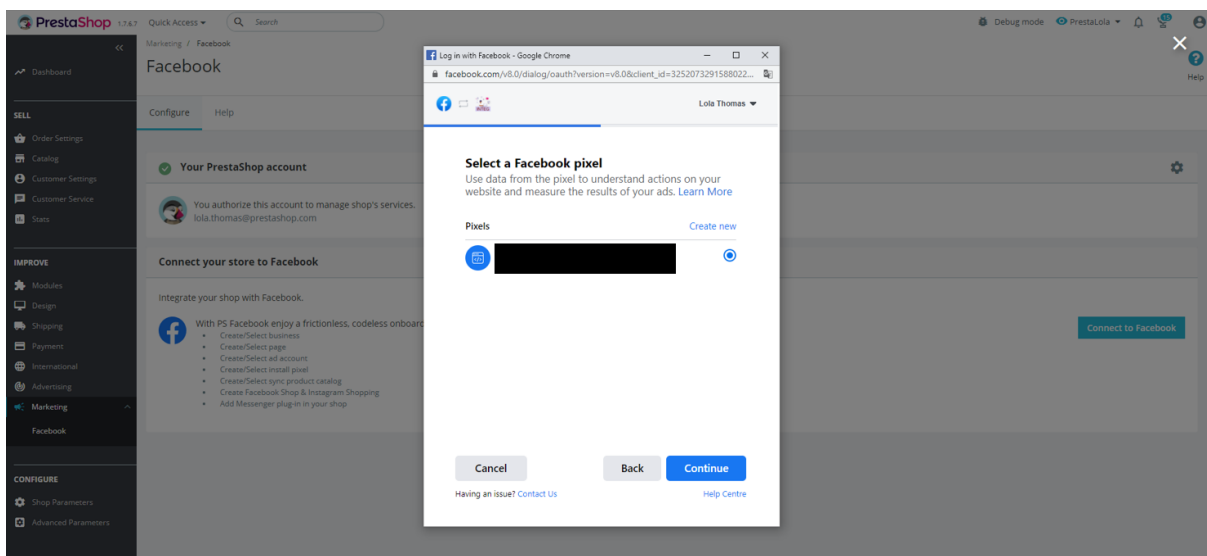 PrestaShop 1.7.6.7 Quick Access Search Debug mode PrestaLola
Marketing / Facebook
Facebook
Help
Configure Help
Dashboard
SELL
Order Settings
Catalog
Customer Settings
Customer Service
Stats
IMPROVE
Modules
Design
Shipping
Payment
International
Advertising
Marketing
Facebook
CONFIGURE
Shop Parameters
Advanced Parameters
Your PrestaShop account
You authorize this account to manage shop's services.
lola.thomas@prestashop.com
Connect your store to Facebook
Integrate your shop with Facebook.
With PS Facebook enjoy a frictionless, codeless onboard
Create/Select business
Create/Select page
Create/Select ad account
Create/Select install pixel
Create/Select sync product catalog
Create Facebook Shop & Instagram Shopping
Add Messenger plug-in in your shop
Connect to Facebook
Log in with Facebook - Google Chrome
facebook.com/v8.0/dialog/oauth?version=v8.0&client_id=3252073291588022...
Lola Thomas
Select a Facebook pixel
Use data from the pixel to understand actions on your
website and measure the results of your ads. Learn More
Pixels Create new
Cancel Back Continue
Having an issue? Contact Us Help Centre